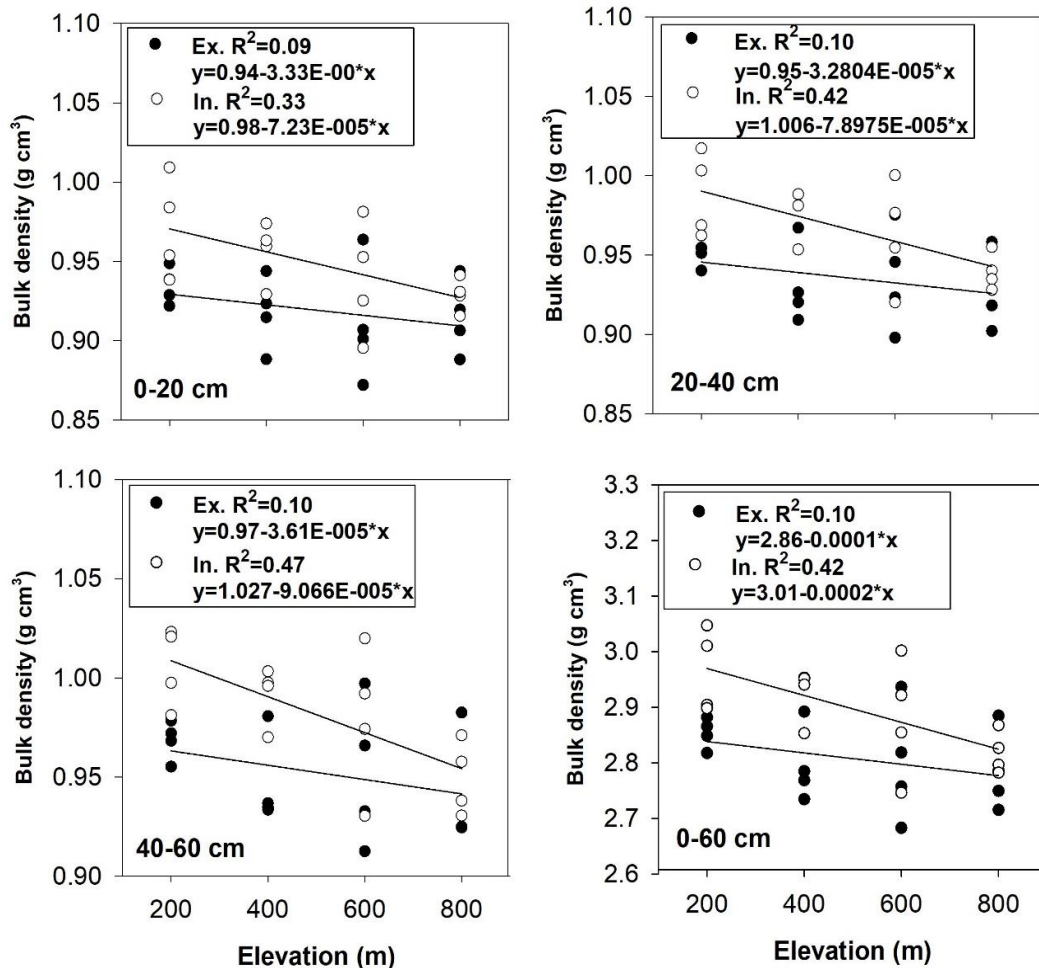 1.10
1.05
1.00
0.95
0.90
0.85
Bulk density (g cm³)
Ex. R²=0.09
y=0.94-3.33E-00*x
In. R²=0.33
y=0.98-7.23E-005*x
0-20 cm
1.10
1.05
1.00
0.95
0.90
0.85
Bulk density (g cm³)
Ex. R²=0.10
y=0.95-3.2804E-005*x
In. R²=0.42
y=1.006-7.8975E-005*x
20-40 cm
1.10
1.05
1.00
0.95
0.90
Bulk density (g cm³)
Ex. R²=0.10
y=0.97-3.61E-005*x
In. R²=0.47
y=1.027-9.066E-005*x
40-60 cm
200 400 600 800
Elevation (m)
3.3
3.2
3.1
3.0
2.9
2.8
2.7
2.6
Bulk density (g cm³)
Ex. R²=0.10
y=2.86-0.0001*x
In. R²=0.42
y=3.01-0.0002*x
0-60 cm
200 400 600 800
Elevation (m)